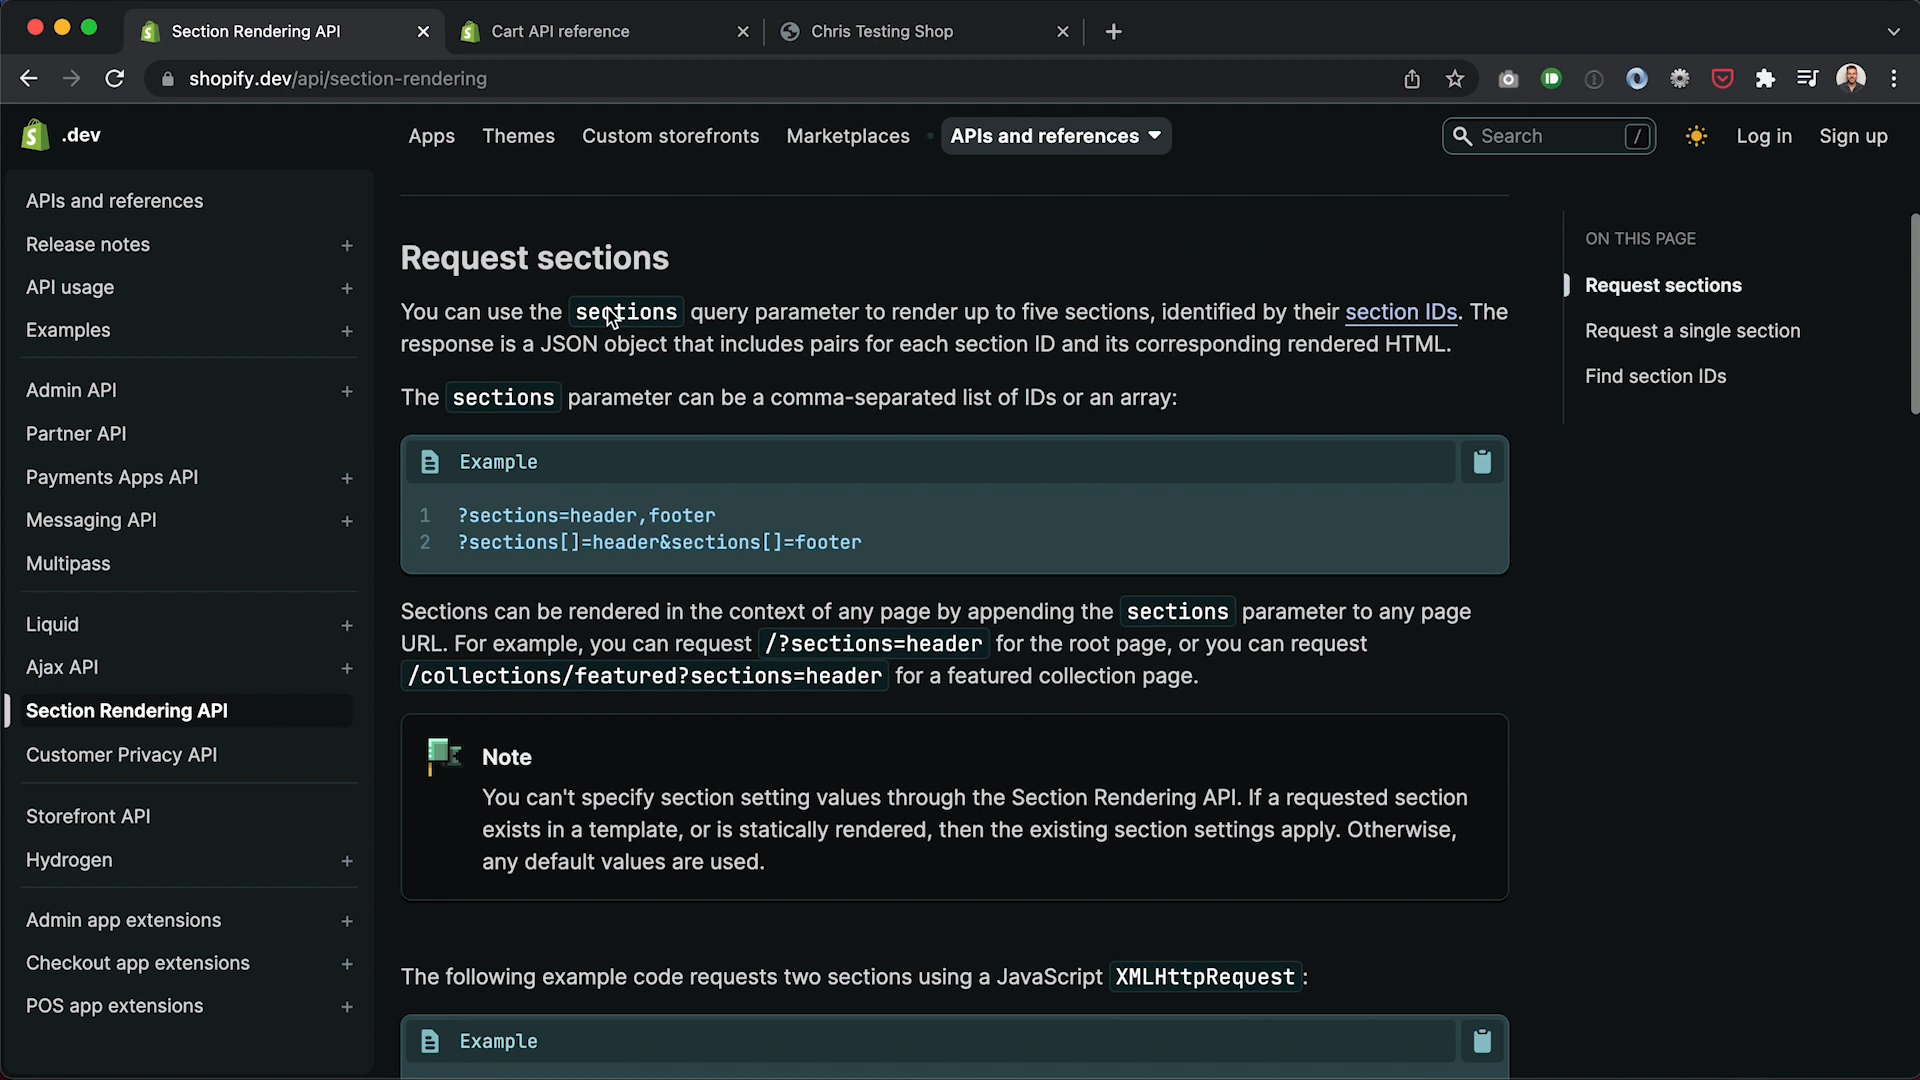 Section Rendering API
Cart API reference
Chris Testing Shop
shopify.dev/api/section-rendering
.dev
Apps
Themes
Custom storefronts
Marketplaces
APIs and references
Search
/
Log in
Sign up
APIs and references
Release notes +
API usage +
Examples +
Admin API +
Partner API
Payments Apps API +
Messaging API +
Multipass
Liquid +
Ajax API +
Section Rendering API
Customer Privacy API
Storefront API
Hydrogen +
Admin app extensions +
Checkout app extensions +
POS app extensions +
Request sections
You can use the sections query parameter to render up to five sections, identified by their section IDs. The
response is a JSON object that includes pairs for each section ID and its corresponding rendered HTML.
The sections parameter can be a comma-separated list of IDs or an array:
Example
1 ?sections=header,footer
2 ?sections[]=header&sections[]=footer
Sections can be rendered in the context of any page by appending the sections parameter to any page
URL. For example, you can request /?sections=header for the root page, or you can request
/collections/featured?sections=header for a featured collection page.
Note
You can't specify section setting values through the Section Rendering API. If a requested section
exists in a template, or is statically rendered, then the existing section settings apply. Otherwise,
any default values are used.
The following example code requests two sections using a JavaScript XMLHttpRequest:
Example
ON THIS PAGE
Request sections
Request a single section
Find section IDs